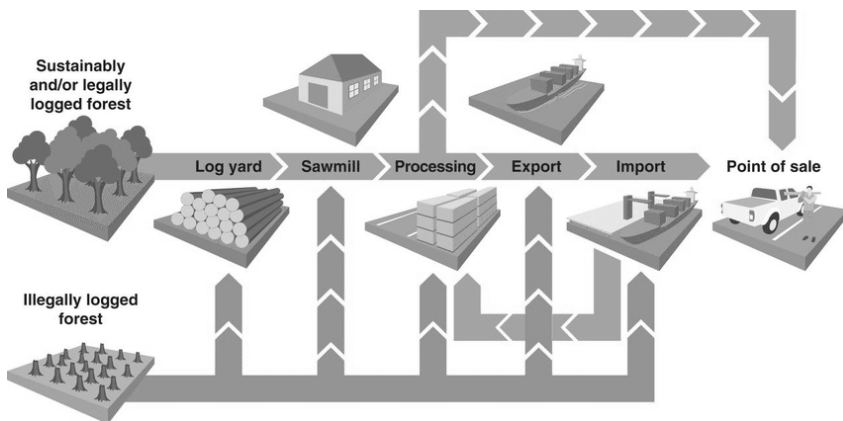 Sustainably
and/or legally
logged forest
Log yard
Sawmill
Processing
Export
Import
Point of sale
Illegally logged
forest